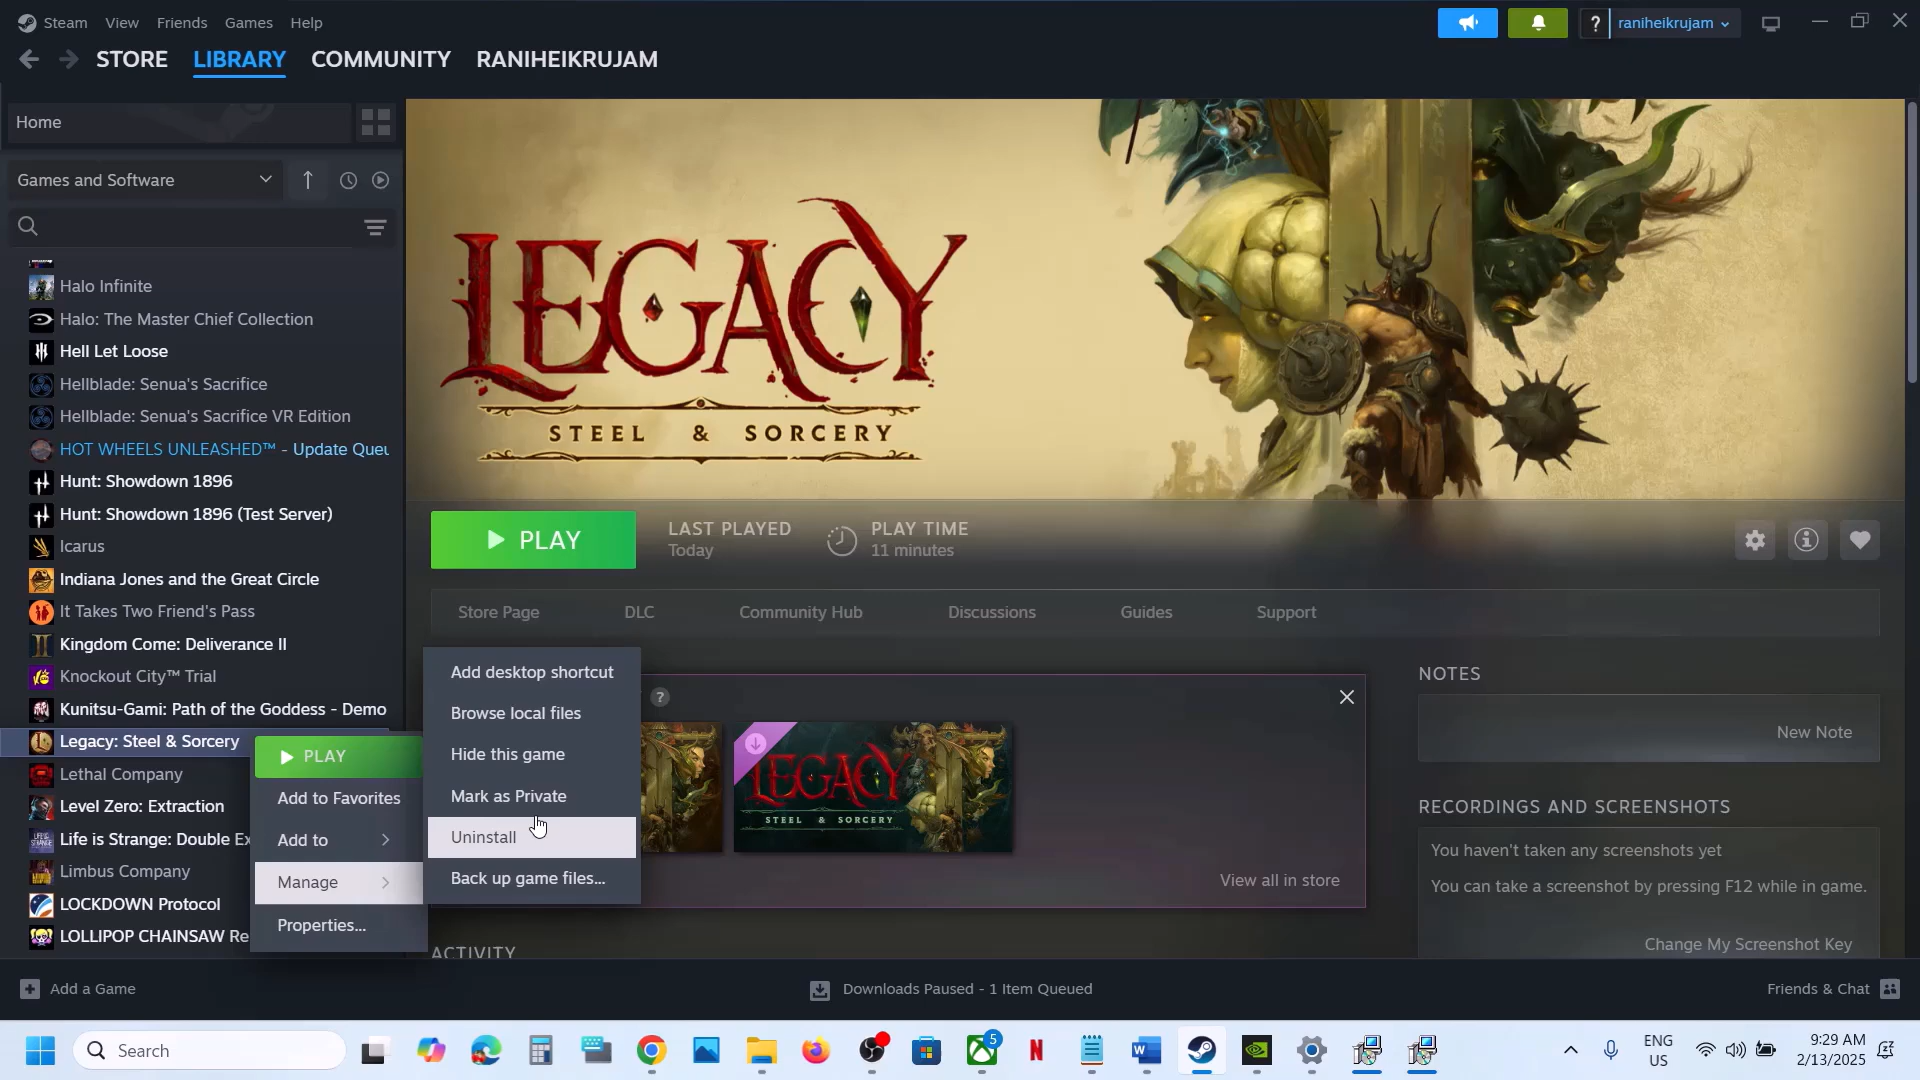 Steam View Friends Games Help
raniheikrujam
STORE LIBRARY COMMUNITY RANIHEIKRUJAM
Home
Games and Software
Halo Infinite
Halo: The Master Chief Collection
Hell Let Loose
Hellblade: Senua's Sacrifice
Hellblade: Senua's Sacrifice VR Edition
HOT WHEELS UNLEASHED™ - Update Queu
Hunt: Showdown 1896
Hunt: Showdown 1896 (Test Server)
Icarus
Indiana Jones and the Great Circle
It Takes Two Friend's Pass
Kingdom Come: Deliverance II
Knockout City™ Trial
Kunitsu-Gami: Path of the Goddess - Demo
Legacy: Steel & Sorcery
Lethal Company
Level Zero: Extraction
Life is Strange: Double Ex
Limbus Company
LOCKDOWN Protocol
LOLLIPOP CHAINSAW Re
PLAY
Add to Favorites
Add to
Manage
Properties...
Add desktop shortcut
Browse local files
Hide this game
Mark as Private
Uninstall
Back up game files...
LEGACY
STEEL & SORCERY
PLAY
LAST PLAYED
Today
PLAY TIME
11 minutes
Store Page DLC Community Hub Discussions Guides Support
?
LEGACY
STEEL & SORCERY
View all in store
ACTIVITY
NOTES
New Note
RECORDINGS AND SCREENSHOTS
You haven't taken any screenshots yet
You can take a screenshot by pressing F12 while in game.
Change My Screenshot Key
Add a Game
Downloads Paused - 1 Item Queued
Friends & Chat
Search
5
N
W
ENG
US
9:29 AM
2/13/2025